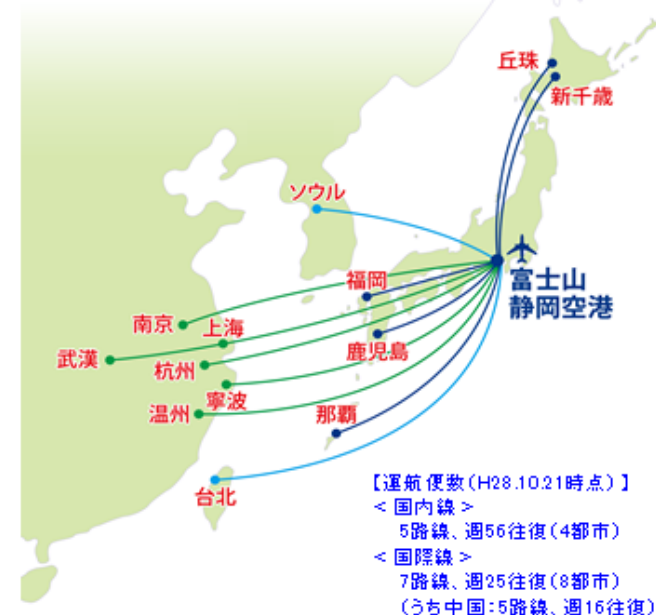 丘珠
新千歳
ソウル
富士山
静岡空港
福岡
南京
上海
武漢
杭州
鹿児島
寧波
温州
那覇
台北
【運航便数(H28.10.21時点)】
<国内線>
5路線、週56往復(4都市)
<国際線>
7路線、週25往復(8都市)
(うち中国:5路線、週16往復)